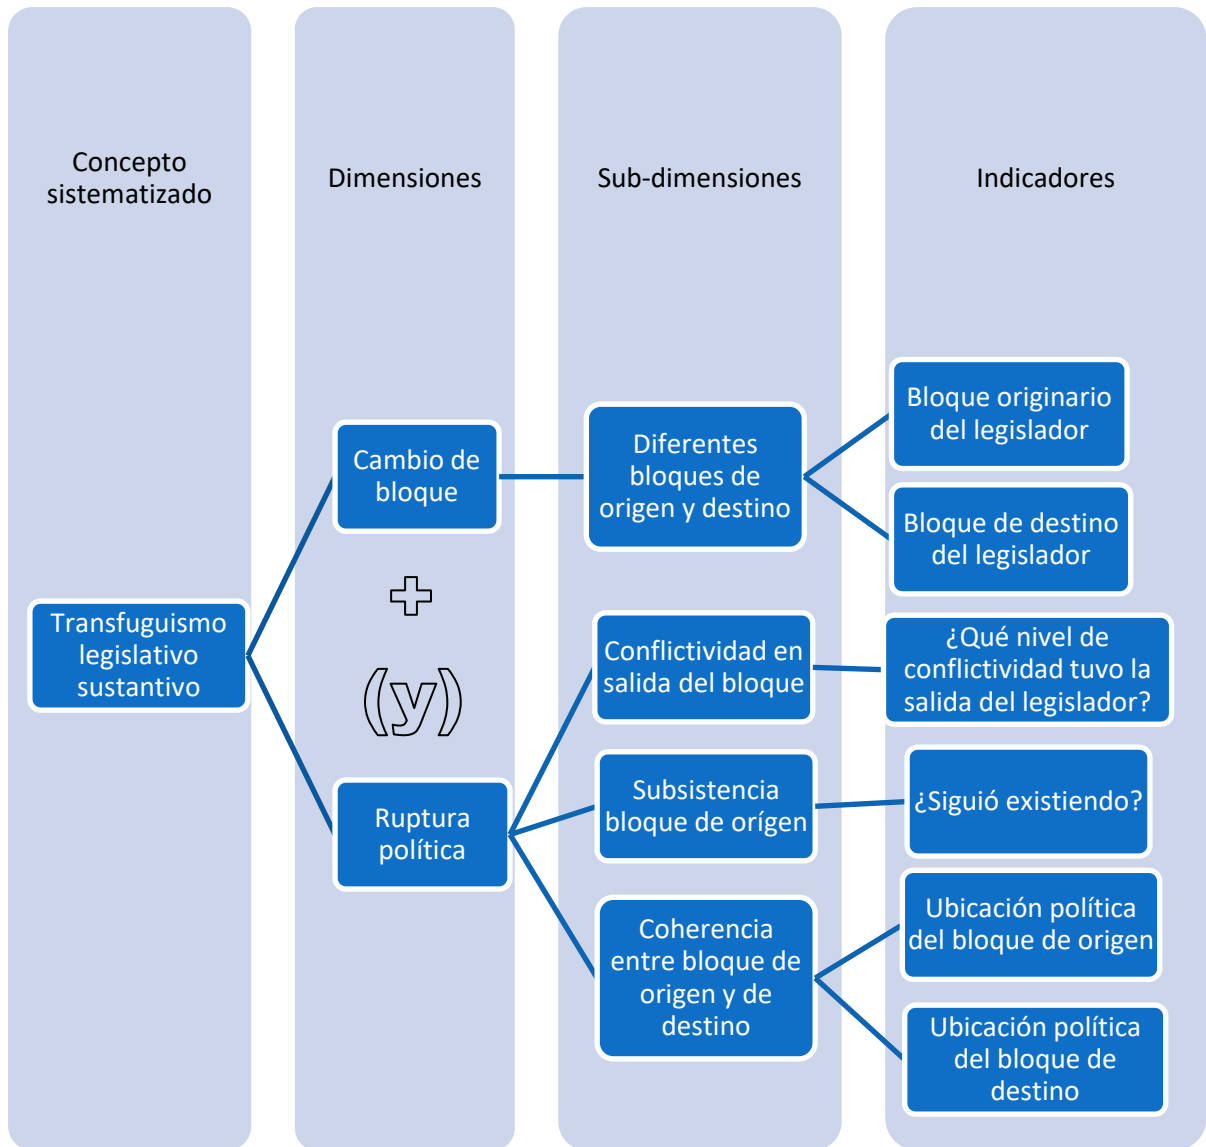 Concepto
sistematizado
Dimensiones
Sub-dimensiones
Indicadores
Transfuguismo
legislativo
sustantivo
Cambio de
bloque
+
(y)
Ruptura
política
Diferentes
bloques de
origen y destino
Conflictividad en
salida del bloque
Subsistencia
bloque de orígen
Coherencia
entre bloque de
origen y de
destino
Bloque originario
del legislador
Bloque de destino
del legislador
¿Qué nivel de
conflictividad tuvo la
salida del legislador?
¿Siguió existiendo?
Ubicación política
del bloque de origen
Ubicación política
del bloque de
destino